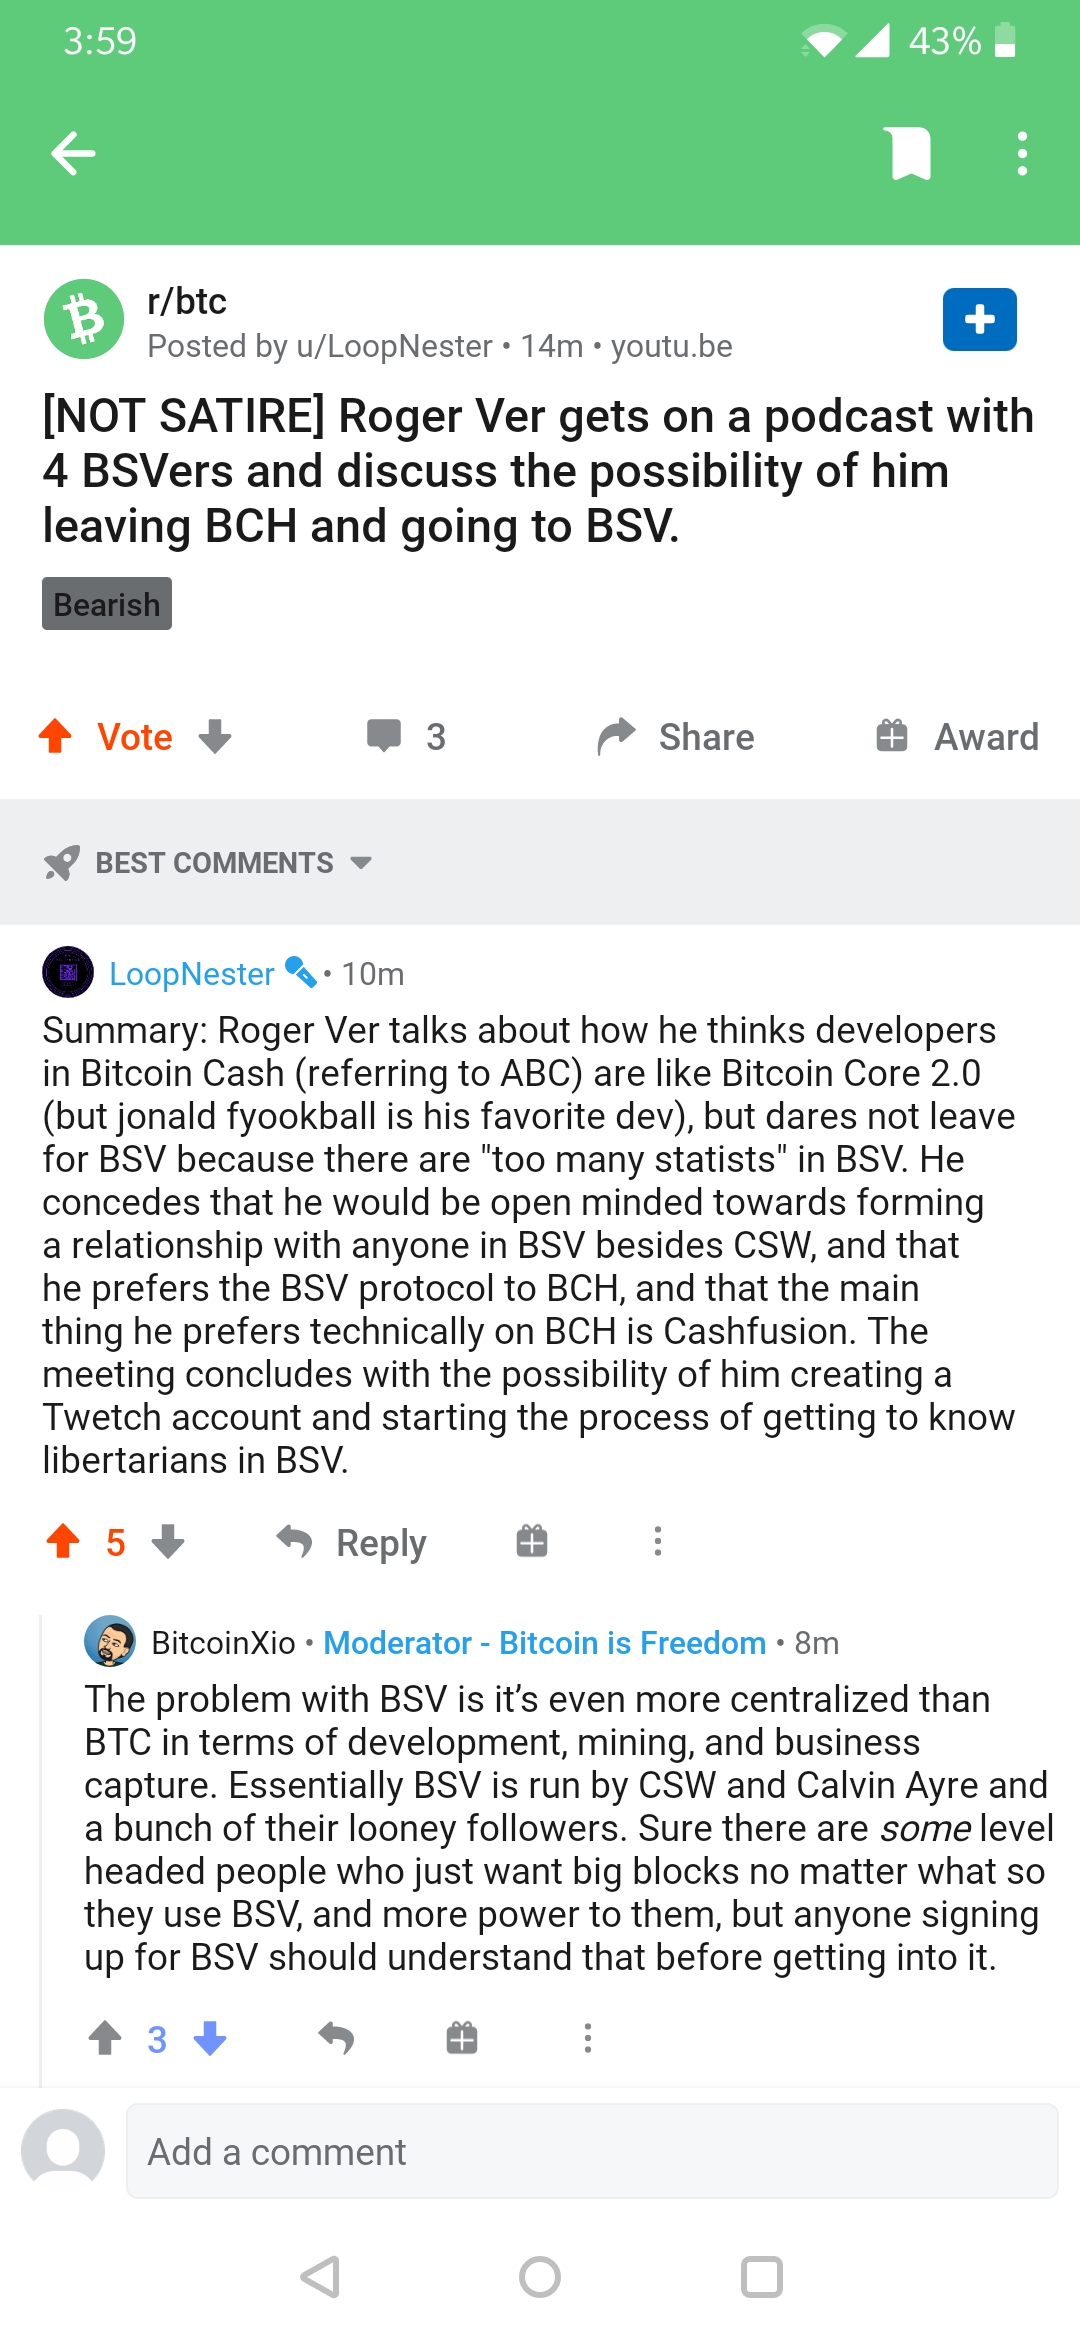 3:59
43%
r/btc
Posted by u/LoopNester • 14m • youtu.be
[NOT SATIRE] Roger Ver gets on a podcast with
4 BSVers and discuss the possibility of him
leaving BCH and going to BSV.
Bearish
Vote 3 Share Award
BEST COMMENTS
LoopNester • 10m
Summary: Roger Ver talks about how he thinks developers
in Bitcoin Cash (referring to ABC) are like Bitcoin Core 2.0
(but jonald fyookball is his favorite dev), but dares not leave
for BSV because there are "too many statists" in BSV. He
concedes that he would be open minded towards forming
a relationship with anyone in BSV besides CSW, and that
he prefers the BSV protocol to BCH, and that the main
thing he prefers technically on BCH is Cashfusion. The
meeting concludes with the possibility of him creating a
Twetch account and starting the process of getting to know
libertarians in BSV.
5 Reply
BitcoinXio • Moderator - Bitcoin is Freedom • 8m
The problem with BSV is it’s even more centralized than
BTC in terms of development, mining, and business
capture. Essentially BSV is run by CSW and Calvin Ayre and
a bunch of their looney followers. Sure there are some level
headed people who just want big blocks no matter what so
they use BSV, and more power to them, but anyone signing
up for BSV should understand that before getting into it.
3
Add a comment